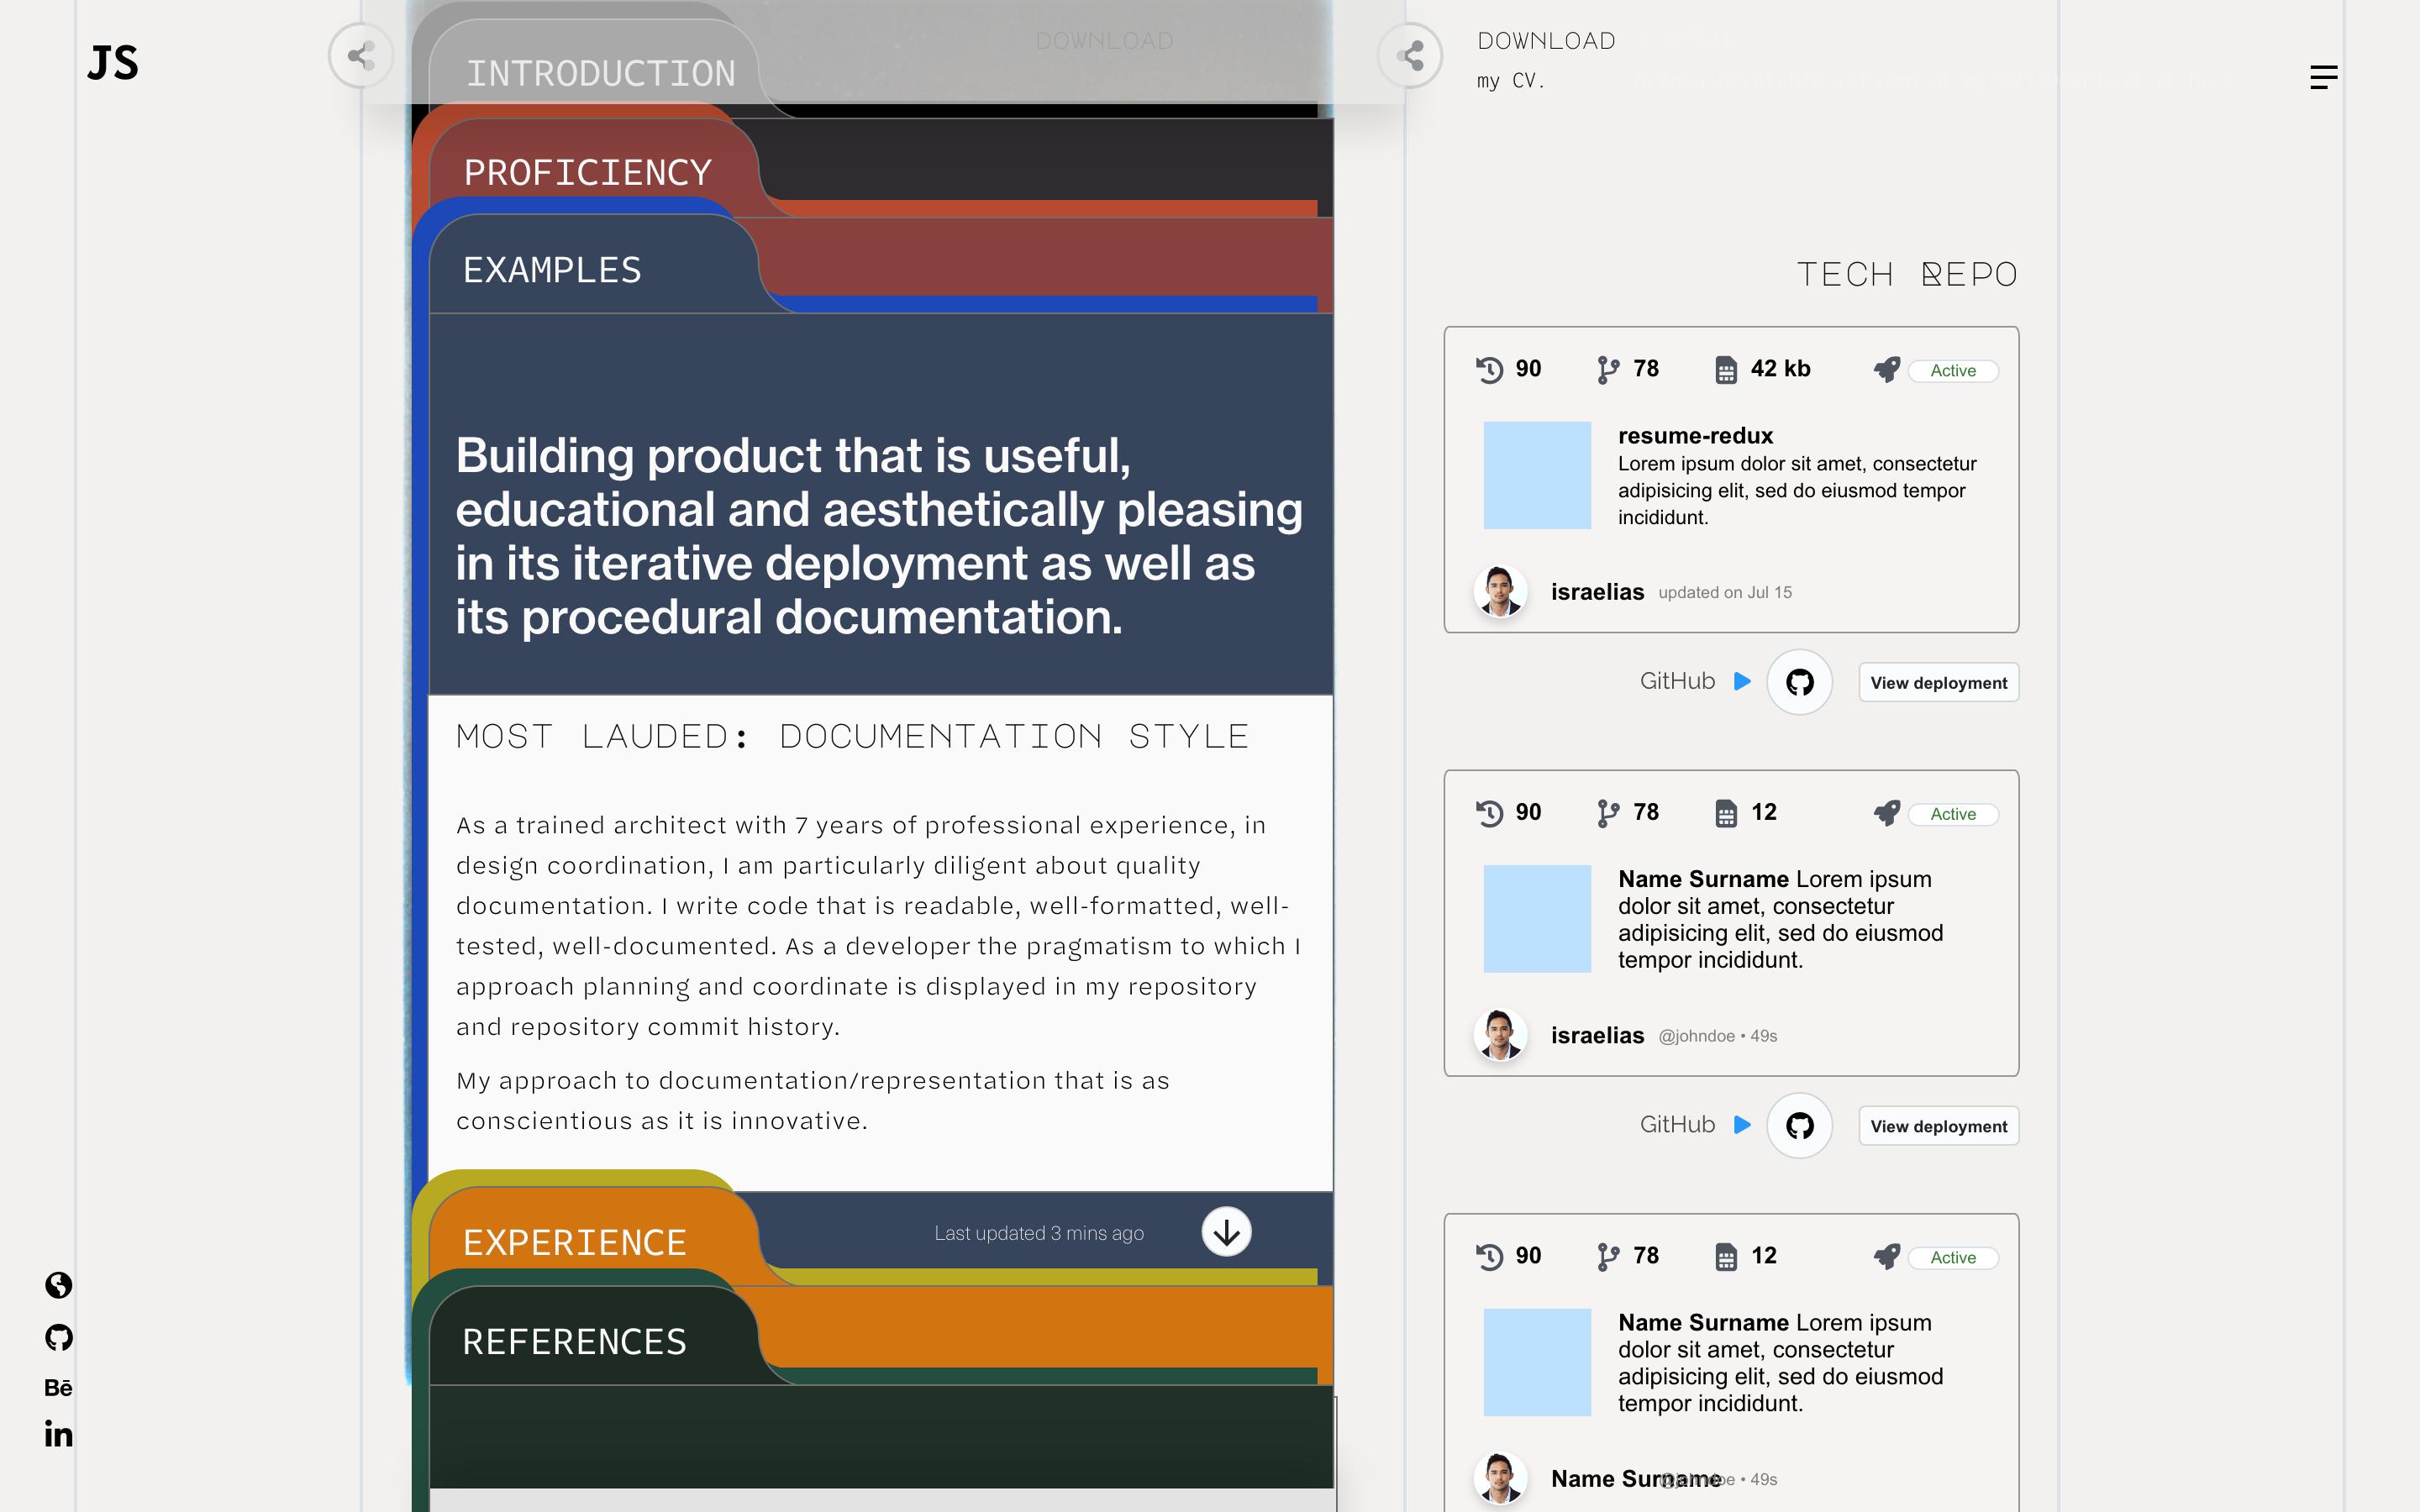 JS
DOWNLOAD
DOWNLOAD
my CV.
INTRODUCTION
PROFICIENCY
EXAMPLES
Building product that is useful,
educational and aesthetically pleasing
in its iterative deployment as well as
its procedural documentation.
MOST LAUDED: DOCUMENTATION STYLE
As a trained architect with 7 years of professional experience, in
design coordination, I am particularly diligent about quality
documentation. I write code that is readable, well-formatted, well-
tested, well-documented. As a developer the pragmatism to which I
approach planning and coordinate is displayed in my repository
and repository commit history.
My approach to documentation/representation that is as
conscientious as it is innovative.
EXPERIENCE
Last updated 3 mins ago
REFERENCES
TECH REPO
90 78 42 kb Active
resume-redux
Lorem ipsum dolor sit amet, consectetur
adipisicing elit, sed do eiusmod tempor
incididunt.
israelias updated on Jul 15
GitHub View deployment
90 78 12 Active
Name Surname Lorem ipsum
dolor sit amet, consectetur
adipisicing elit, sed do eiusmod
tempor incididunt.
israelias @johndoe • 49s
GitHub View deployment
90 78 12 Active
Name Surname Lorem ipsum
dolor sit amet, consectetur
adipisicing elit, sed do eiusmod
tempor incididunt.
Name Surname @johndoe • 49s
Bē
in